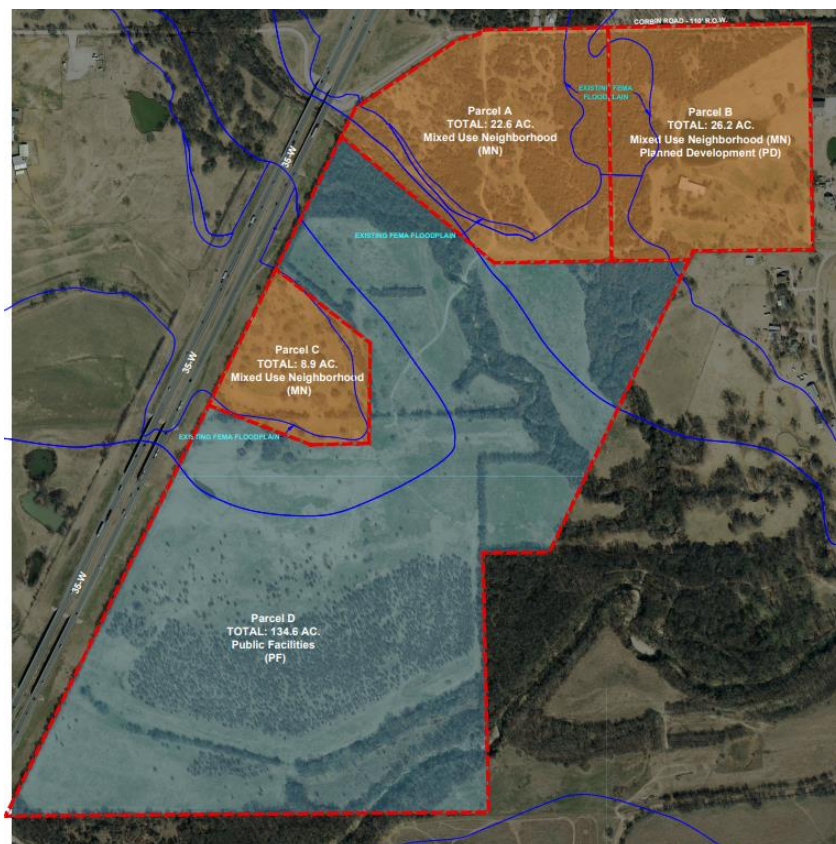 CORBIN ROAD - 110' R.O.W.
EXISTING FEMA
FLOODPLAIN
Parcel A
TOTAL: 22.6 AC.
Mixed Use Neighborhood
(MN)
Parcel B
TOTAL: 26.2 AC.
Mixed Use Neighborhood (MN)
Planned Development (PD)
35-W
EXISTING FEMA FLOODPLAIN
Parcel C
TOTAL: 8.9 AC.
Mixed Use Neighborhood
(MN)
35-W
EXISTING FEMA FLOODPLAIN
35-W
Parcel D
TOTAL: 134.6 AC.
Public Facilities
(PF)